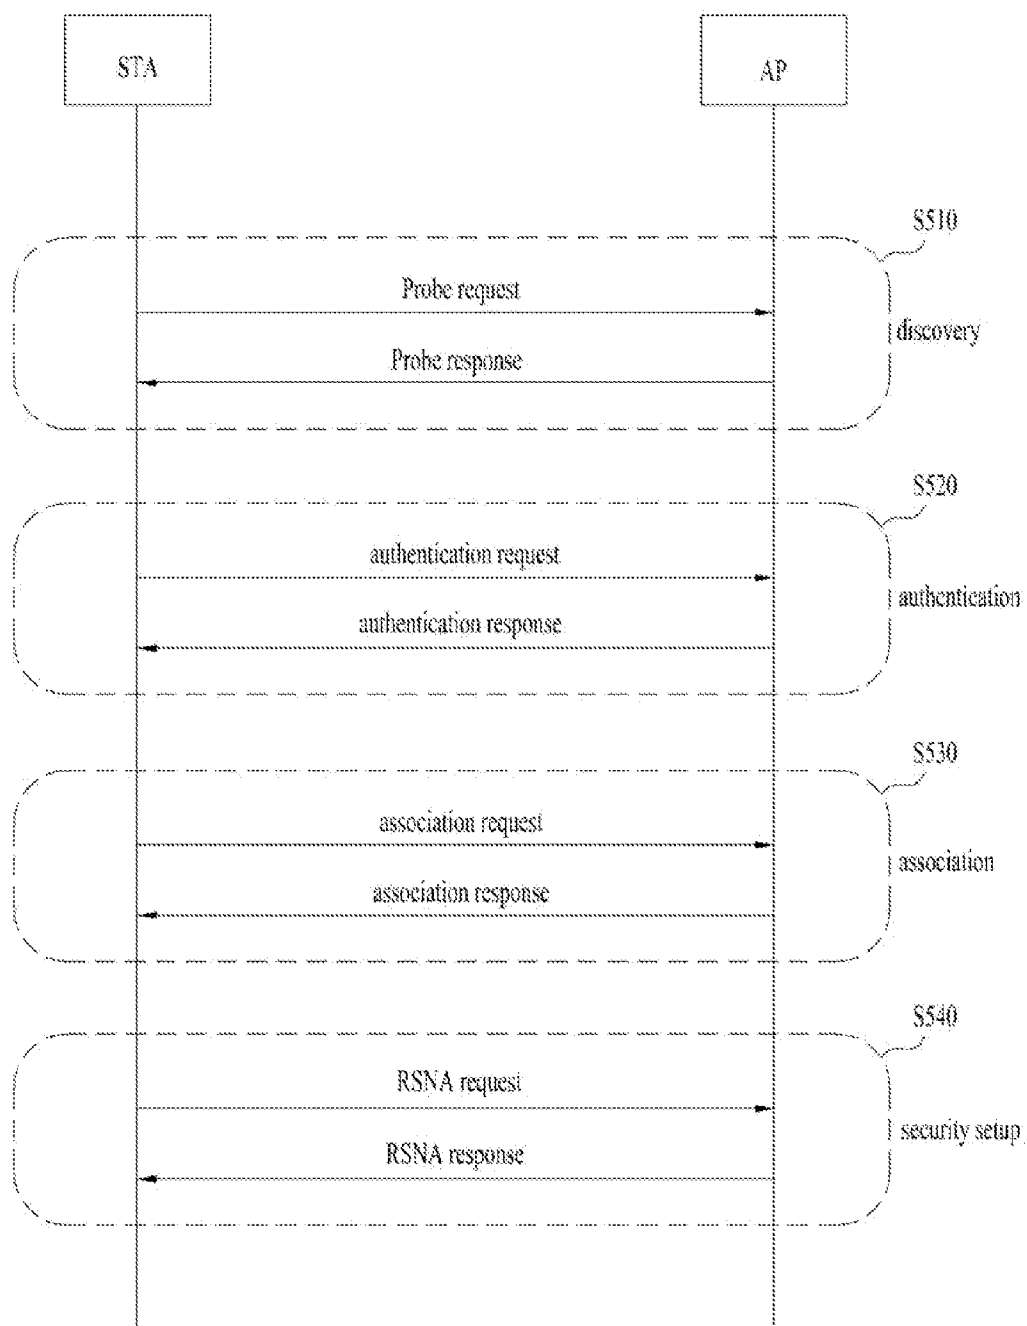 STA
AP
S510
Probe request
discovery
Probe response
S520
authentication request
authentication
authentication response
S530
association request
association
association response
S540
RSNA request
security setup
RSNA response